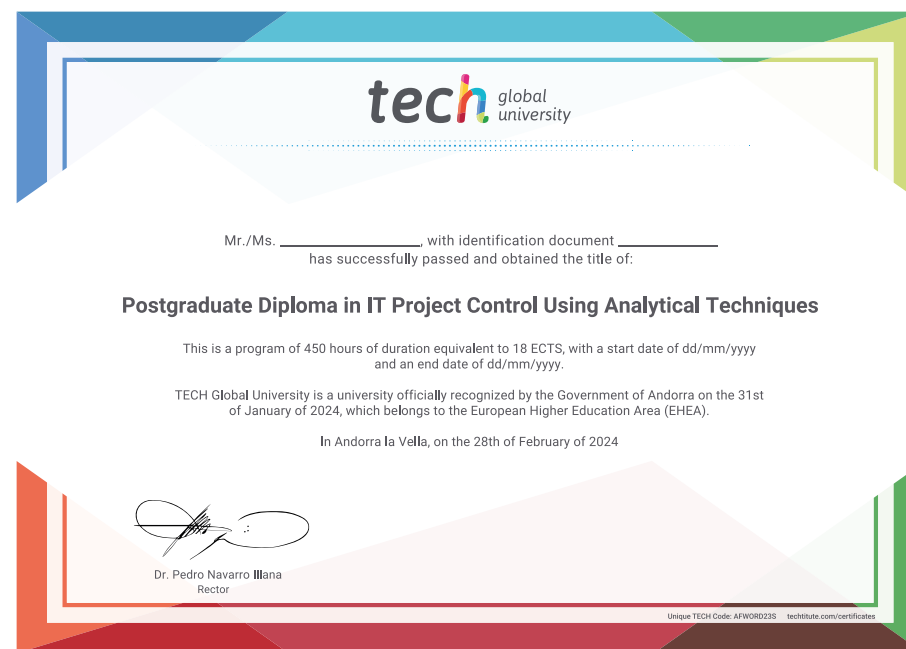 tech global
university
Mr./Ms. ____________, with identification document ____________
has successfully passed and obtained the title of:
Postgraduate Diploma in IT Project Control Using Analytical Techniques
This is a program of 450 hours of duration equivalent to 18 ECTS, with a start date of dd/mm/yyyy
and an end date of dd/mm/yyyy.
TECH Global University is a university officially recognized by the Government of Andorra on the 31st
of January of 2024, which belongs to the European Higher Education Area (EHEA).
In Andorra la Vella, on the 28th of February of 2024
Dr. Pedro Navarro Illana
Rector
Unique TECH Code: AFWORD23S techtitute.com/certificates